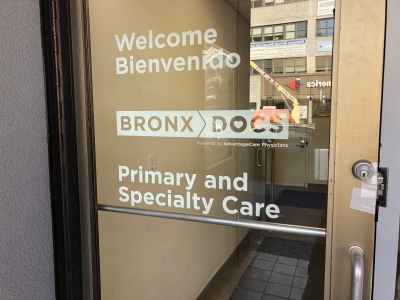 Welcome
Bienvenido
BRONX DOCS
Powered by AdvantageCare Physicians
Primary and
Specialty Care